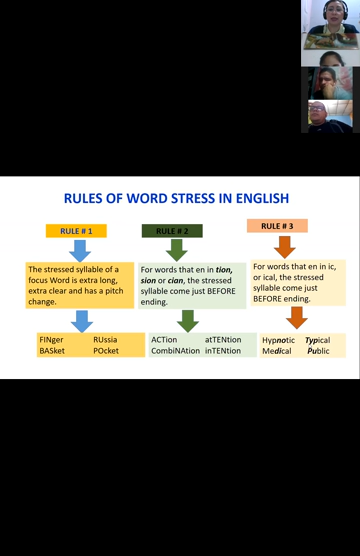 RULES OF WORD STRESS IN ENGLISH
RULE # 1
The stressed syllable of a
focus Word is extra long,
extra clear and has a pitch
change.
FINger RUssia
BASket POcket
RULE # 2
For words that en in tion,
sion or cian, the stressed
syllable come just BEFORE
ending.
ACTion atTENtion
CombiNAtion inTENtion
RULE # 3
For words that en in ic,
or ical, the stressed
syllable come just
BEFORE ending.
Hypnotic Typical
Medical Public